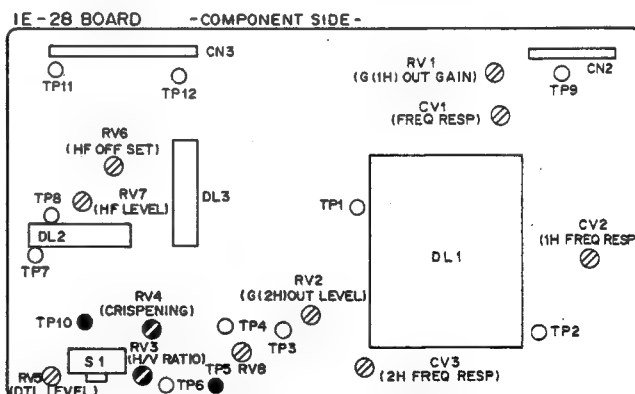 IE-28 BOARD -COMPONENT SIDE-
CN3
TP11
TP12
RV1
(G(1H) OUT GAIN)
CN2
TP9
CV1
(FREQ RESP)
RV6
(HF OFF SET)
TP8
RV7
(HF LEVEL)
DL3
DL2
TP7
TP1
DL1
CV2
(1H FREQ RESP)
RV2
(G(2H)OUT LEVEL)
RV4
(CRISPENING)
TP10
TP4
TP3
TP2
S1
RV3
(H/V RATIO)
RV8
RV5
(DTL LEVEL)
TP6
TP5
CV3
(2H FREQ RESP)